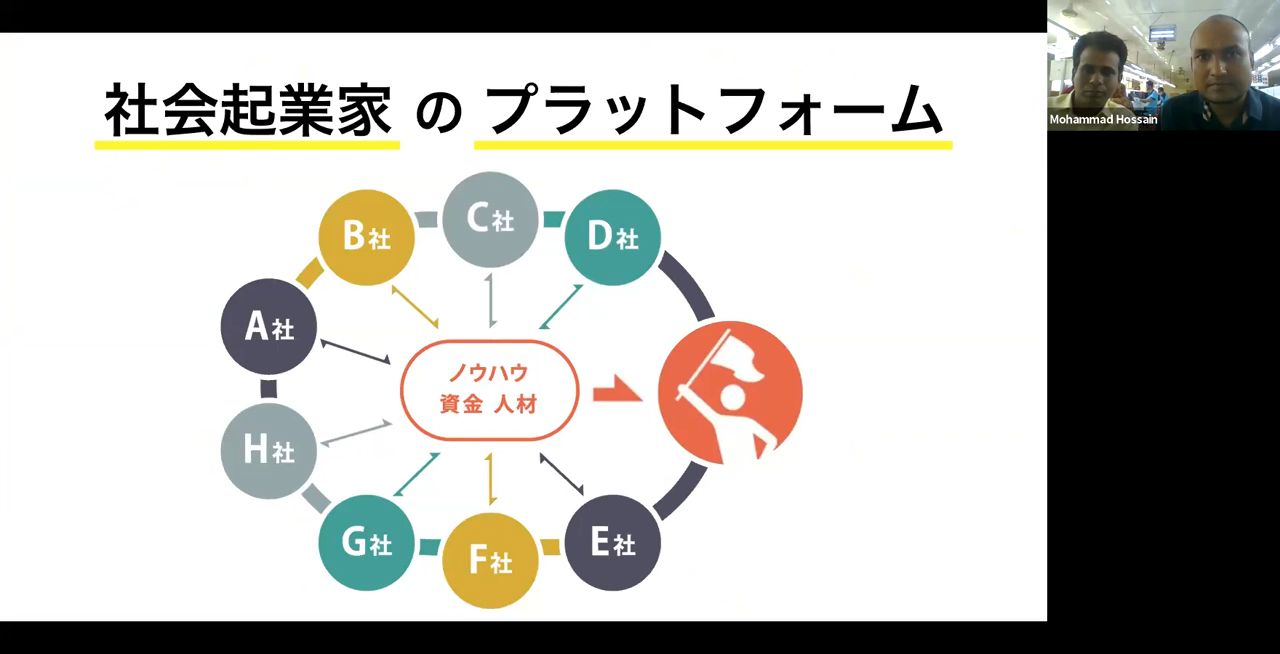 社会起業家 の プラットフォーム
Mohammad Hossain
B社
C社
D社
A社
ノウハウ
資金 人材
H社
G社
F社
E社